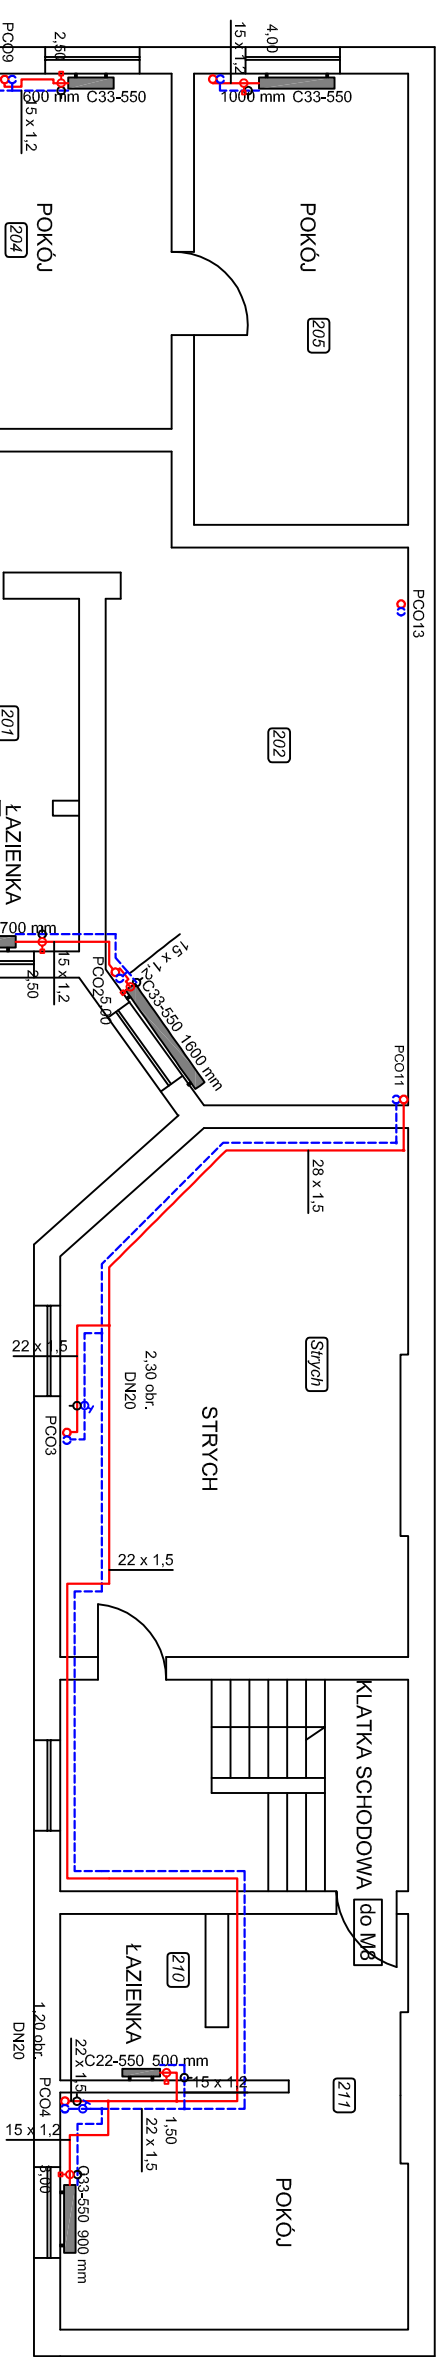 PCO9
2,50
15 x 1,2
600 mm  C33-550
POKÓJ
204
4,00
15 x 1,2
1000 mm  C33-550
POKÓJ
205
PCO13
202
201
ŁAZIENKA
700 mm
15 x 1,2
2,50
PCO2
5,00
15 x 1,2
C33-550  1600 mm
PCO11
28 x 1,5
Strych
22 x 1,5
2,30 obr.
DN20
PCO3
STRYCH
22 x 1,5
KLATKA SCHODOWA
do M8
210
ŁAZIENKA
C22-550  500 mm
15 x 1,2
211
1,20 obr.
DN20
22 x 1,5
PCO4
1,50
22 x 1,5
15 x 1,2
3,00
C33-550  900 mm
POKÓJ